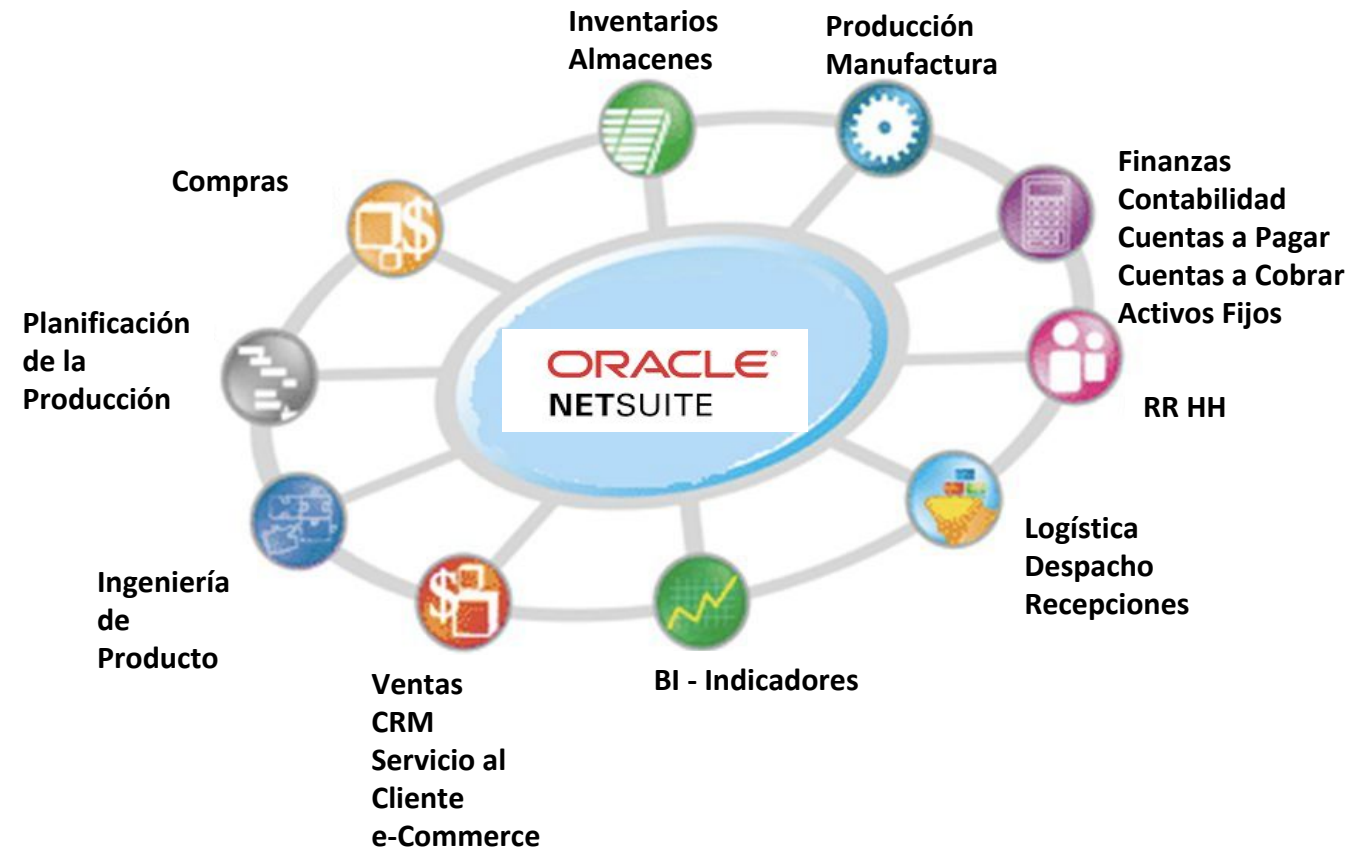 Inventarios
Almacenes
Producción
Manufactura
Finanzas
Contabilidad
Cuentas a Pagar
Cuentas a Cobrar
Activos Fijos
RR HH
Logística
Despacho
Recepciones
BI - Indicadores
Ventas
CRM
Servicio al
Cliente
e-Commerce
Ingeniería
de
Producto
Planificación
de la
Producción
Compras
ORACLE®
NETSUITE